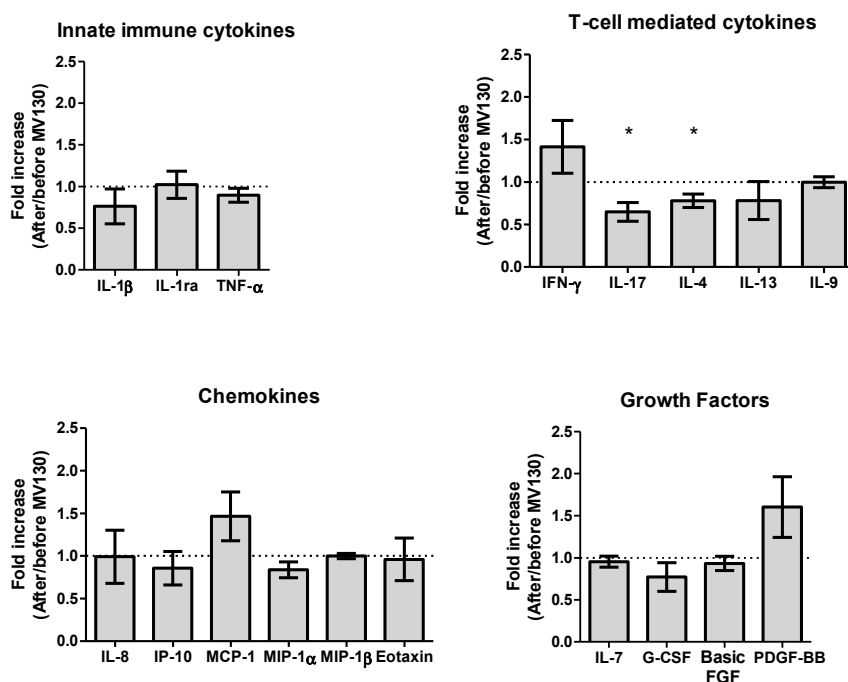 Innate immune cytokines
Fold increase
(After/before MV130)
2.5
2.0
1.5
1.0
0.5
0.0
IL-1β IL-1ra TNF-α
T-cell mediated cytokines
Fold increase
(After/before MV130)
2.5
2.0
1.5
1.0
0.5
0.0
* *
IFN-γ IL-17 IL-4 IL-13 IL-9
Chemokines
Fold increase
(After/before MV130)
2.5
2.0
1.5
1.0
0.5
0.0
IL-8 IP-10 MCP-1 MIP-1α MIP-1β Eotaxin
Growth Factors
Fold increase
(After/before MV130)
2.5
2.0
1.5
1.0
0.5
0.0
IL-7 G-CSF Basic PDGF-BB
FGF